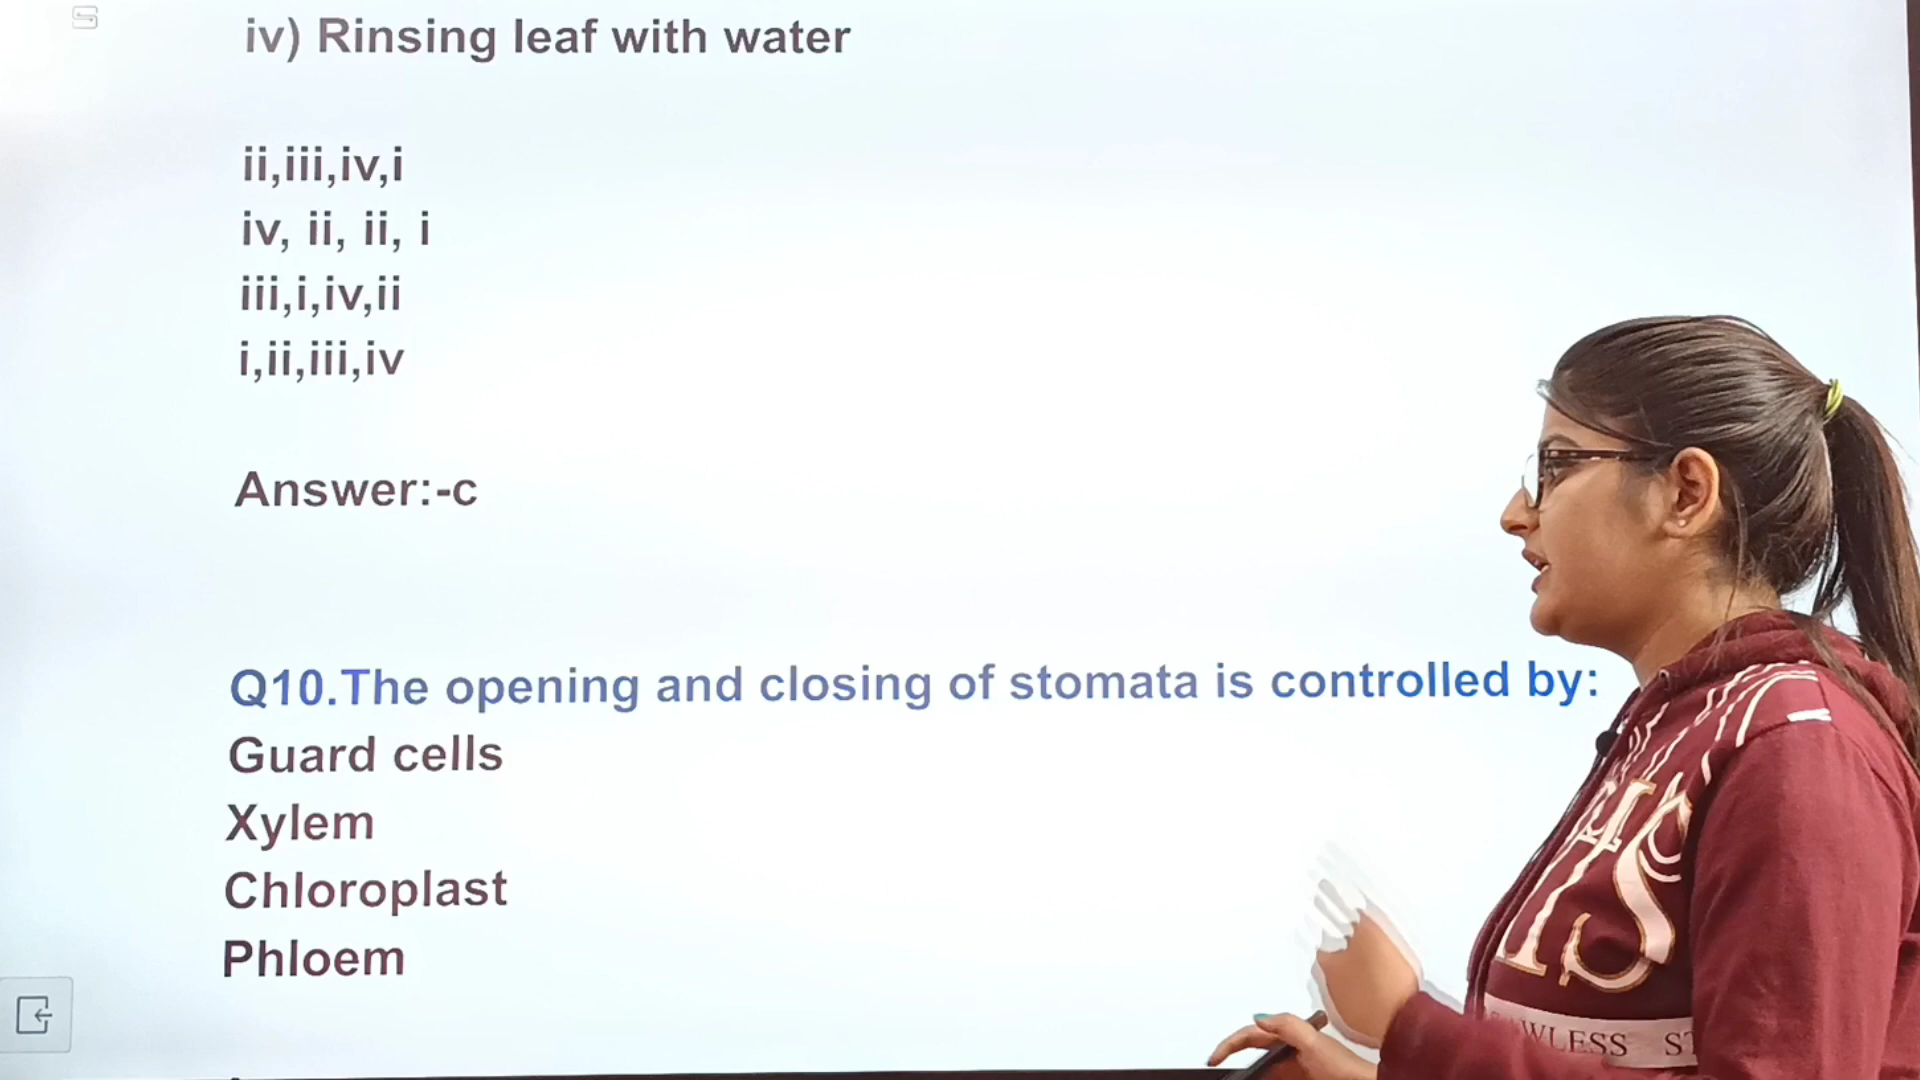 iv) Rinsing leaf with water
ii,iii,iv,i
iv, ii, ii, i
iii,i,iv,ii
i,ii,iii,iv
Answer:-c
Q10.The opening and closing of stomata is controlled by:
Guard cells
Xylem
Chloroplast
Phloem